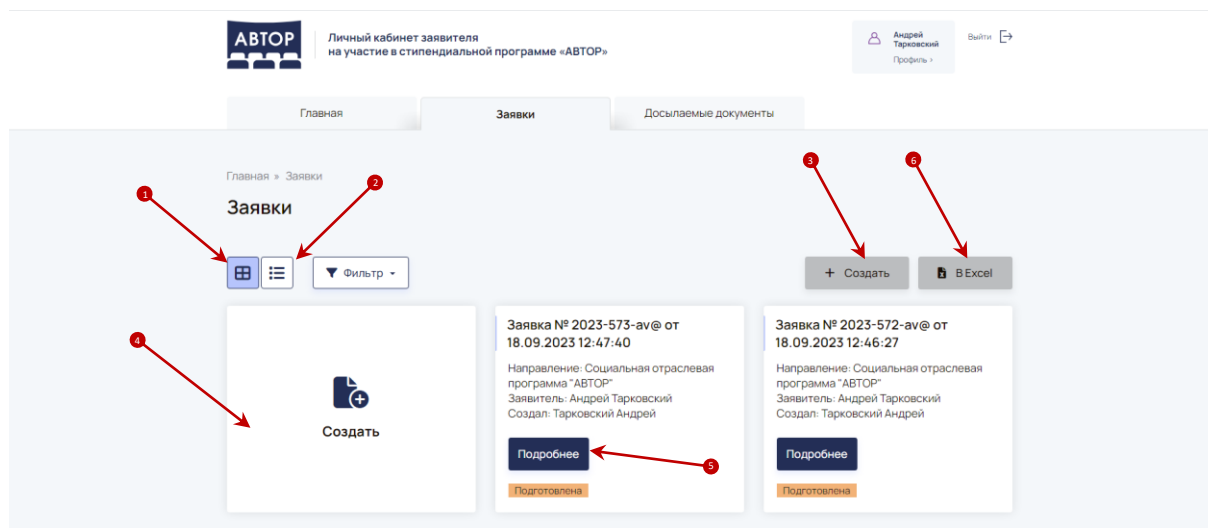 АВТОР
Личный кабинет заявителя
на участие в стипендиальной программе «АВТОР»
Андрей
Тарковский
Профиль ›
Выйти
Главная
Заявки
Досылаемые документы
3
6
Главная » Заявки
2
1
Заявки
Фильтр
+ Создать
В Excel
4
Создать
Заявка № 2023-573-av@ от
18.09.2023 12:47:40
Направление: Социальная отраслевая
программа "АВТОР"
Заявитель: Андрей Тарковский
Создал: Тарковский Андрей
Подробнее
5
Подготовлена
Заявка № 2023-572-av@ от
18.09.2023 12:46:27
Направление: Социальная отраслевая
программа "АВТОР"
Заявитель: Андрей Тарковский
Создал: Тарковский Андрей
Подробнее
Подготовлена